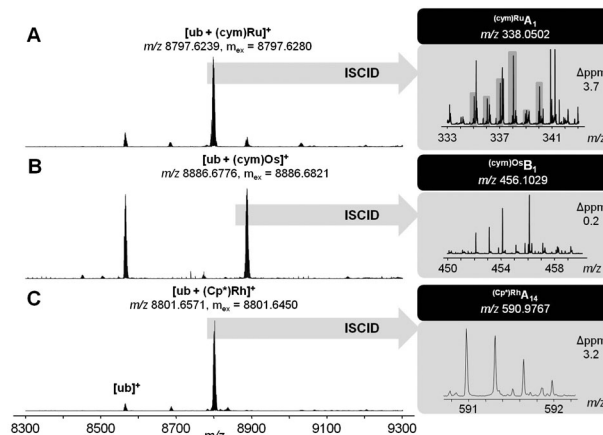 A
[ub + (cym)Ru]⁺
m/z 8797.6239, mₑₓ = 8797.6280
ISCID
(cym)RuA₁
m/z 338.0502
Δppm
3.7
333 337 341
B
[ub + (cym)Os]⁺
m/z 8886.6776, mₑₓ = 8886.6821
ISCID
(cym)OsB₁
m/z 456.1029
Δppm
0.2
450 454 456 458
C
[ub + (Cp*)Rh]⁺
m/z 8801.6571, mₑₓ = 8801.6450
ISCID
[ub]⁺
(Cp*)RhA₁₄
m/z 590.9767
Δppm
3.2
591 592 m/z
8300 8500 8700 8900 9100 9300
m/z